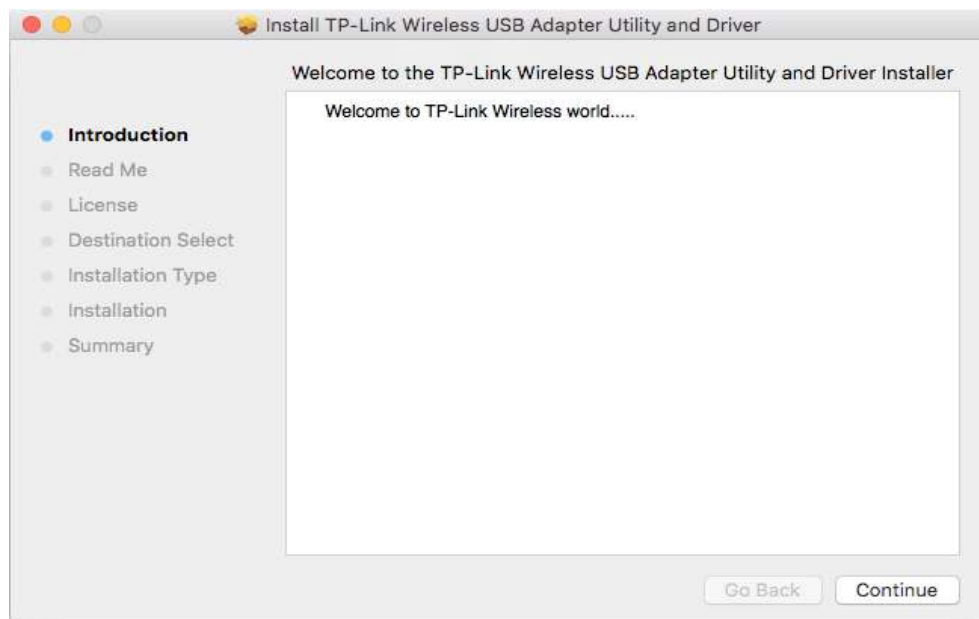 Install TP-Link Wireless USB Adapter Utility and Driver
Welcome to the TP-Link Wireless USB Adapter Utility and Driver Installer
Welcome to TP-Link Wireless world.....
Introduction
Read Me
License
Destination Select
Installation Type
Installation
Summary
Go Back
Continue